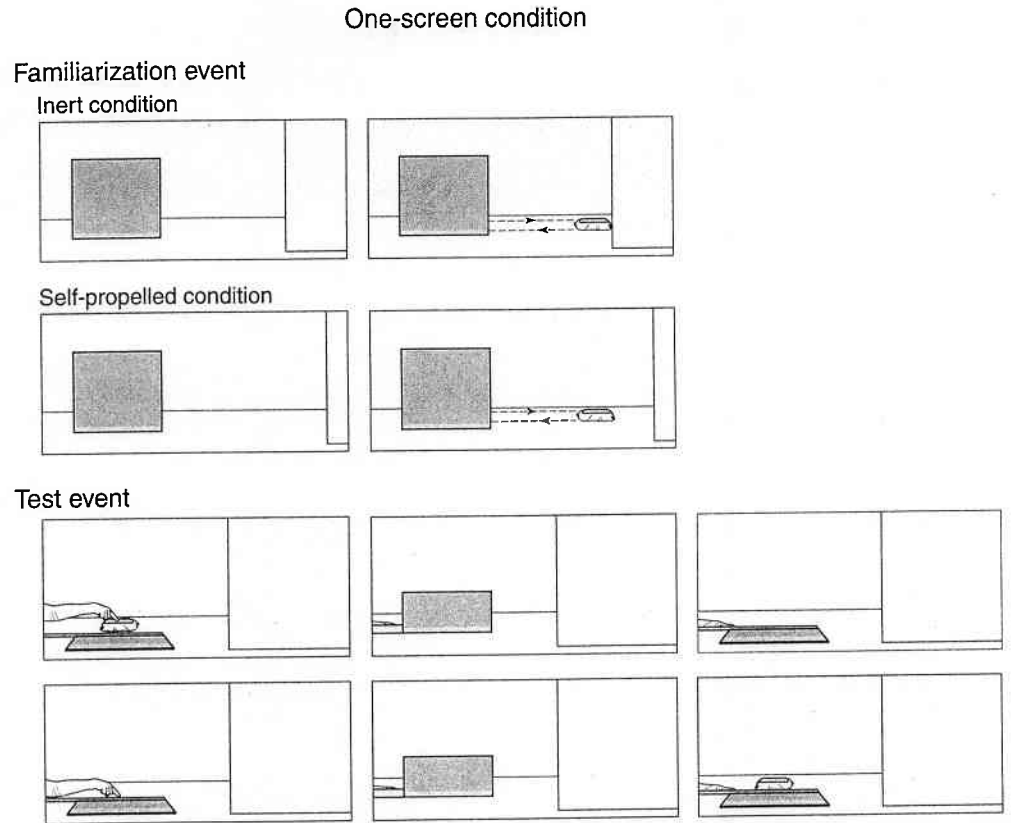 One-screen condition
Familiarization event
Inert condition
Self-propelled condition
Test event